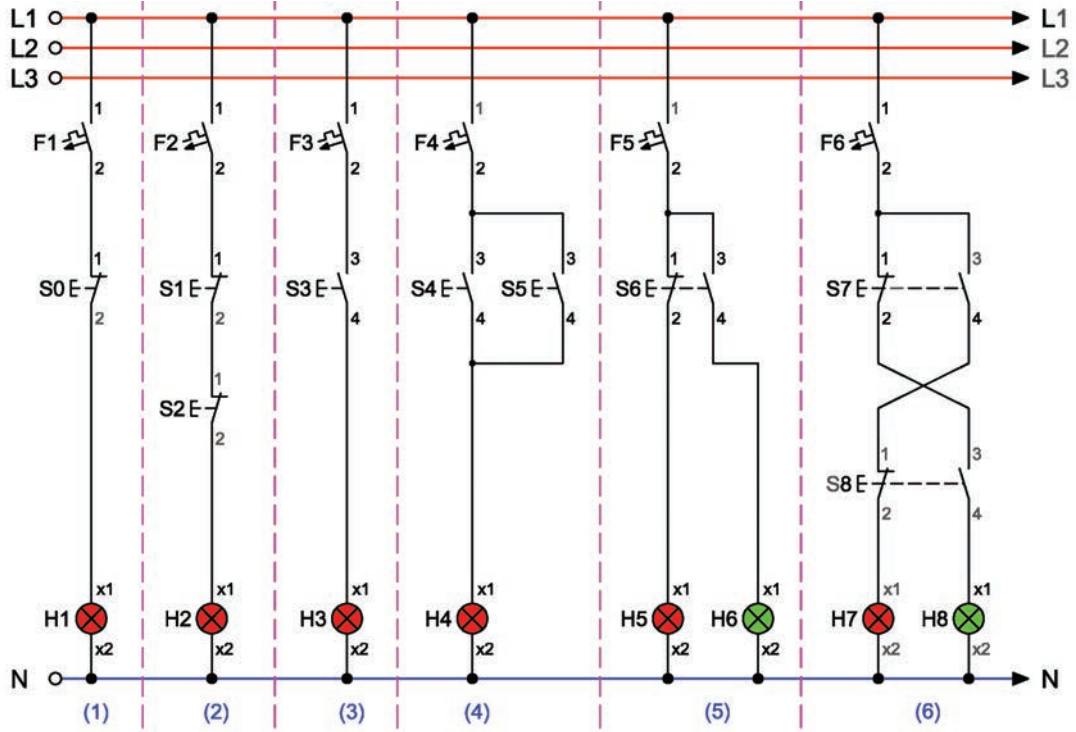 L1 L1
L2 L2
L3 L3
1 1 1 1 1 1
F1 F2 F3 F4 F5 F6
2 2 2 2 2 2
1 1 3 3 3 1 3 1 3
S0 S1 S3 S4 S5 S6 S7
2 2 4 4 4 2 4 2 4
1
S2
2
1 3
S8
2 4
x1 x1 x1 x1 x1 x1 x1 x1
H1 H2 H3 H4 H5 H6 H7 H8
x2 x2 x2 x2 x2 x2 x2 x2
N N
(1) (2) (3) (4) (5) (6)